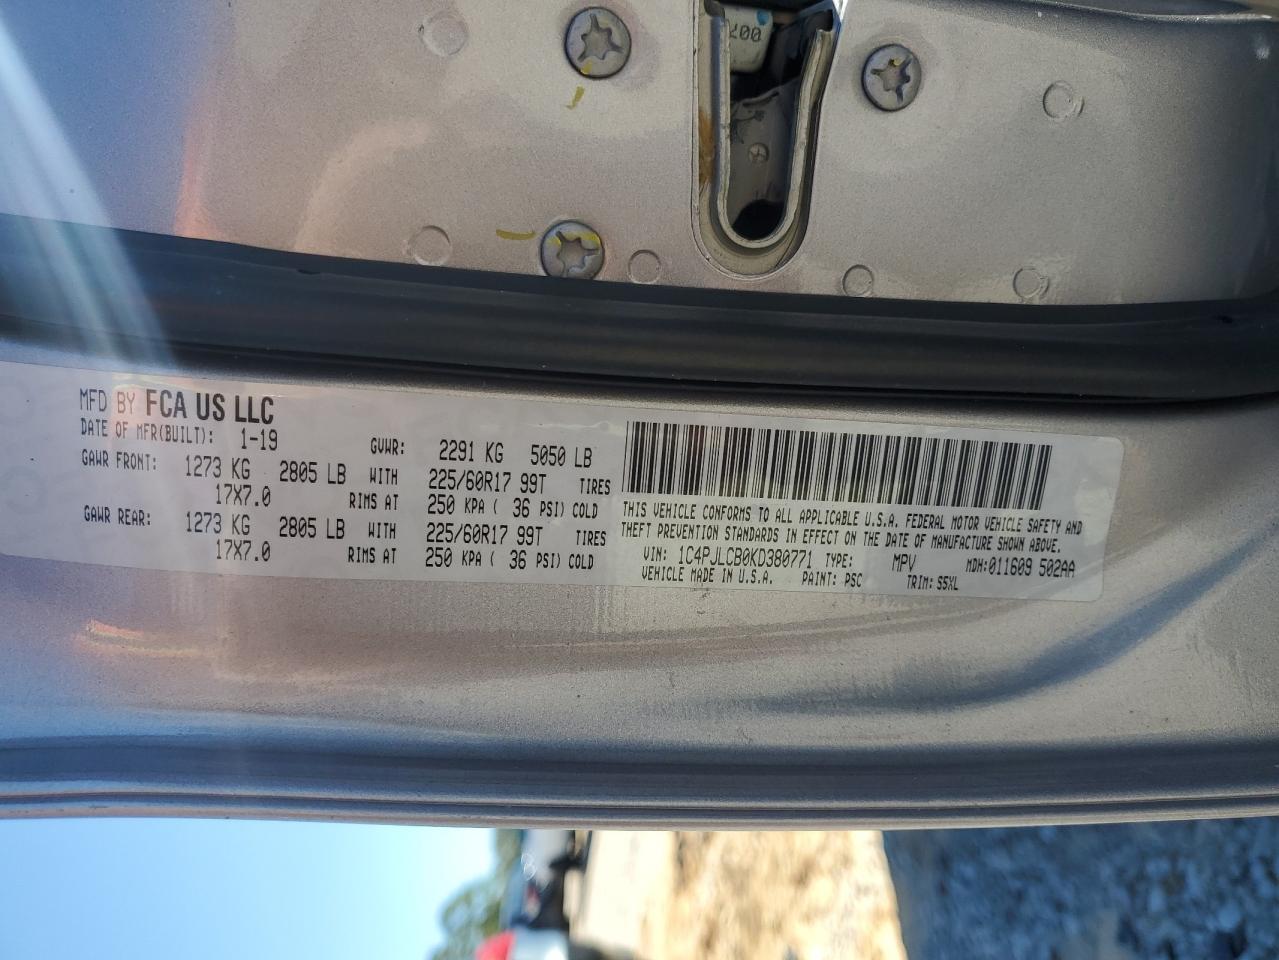 007
MFD BY FCA US LLC
DATE OF MFR(BUILT): 1-19 GVWR: 2291 KG 5050 LB
GAWR FRONT: 1273 KG 2805 LB WITH 225/60R17 99T TIRES
17X7.0 RIMS AT 250 KPA ( 36 PSI) COLD
GAWR REAR: 1273 KG 2805 LB WITH 225/60R17 99T TIRES
17X7.0 RIMS AT 250 KPA ( 36 PSI) COLD
THIS VEHICLE CONFORMS TO ALL APPLICABLE U.S.A. FEDERAL MOTOR VEHICLE SAFETY AND
THEFT PREVENTION STANDARDS IN EFFECT ON THE DATE OF MANUFACTURE SHOWN ABOVE.
VIN: 1C4PJLCB0KD380771 TYPE: MPV MDH:011609 502AA
VEHICLE MADE IN U.S.A. PAINT: PSC TRIM: S5XL